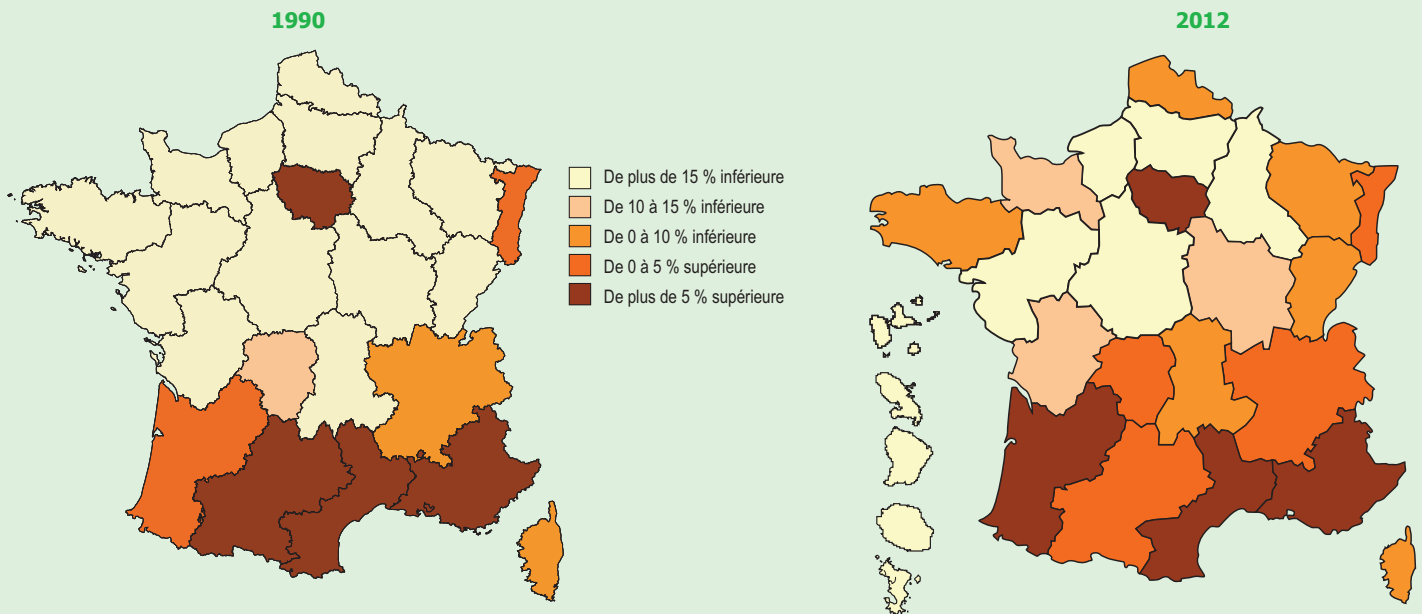 1990
2012
De plus de 15 % inférieure
De 10 à 15 % inférieure
De 0 à 10 % inférieure
De 0 à 5 % supérieure
De plus de 5 % supérieure